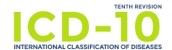 TENTH REVISION
ICD-10
INTERNATIONAL CLASSIFICATION OF DISEASES